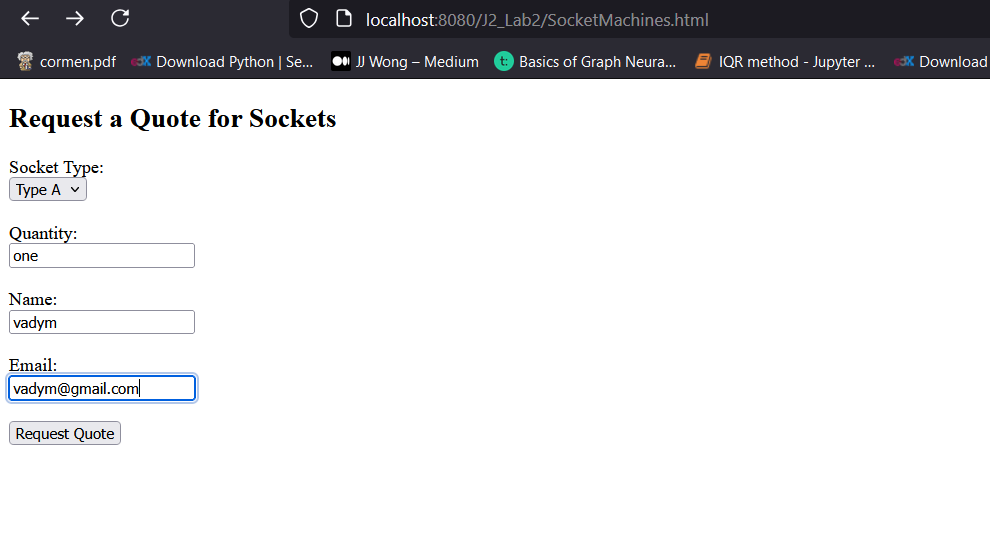 localhost:8080/J2_Lab2/SocketMachines.html
cormen.pdf edX Download Python | Se... JJ Wong – Medium t: Basics of Graph Neura... IQR method - Jupyter ... edX Download
Request a Quote for Sockets
Socket Type:
Type A
Quantity:
one
Name:
vadym
Email:
vadym@gmail.com
Request Quote